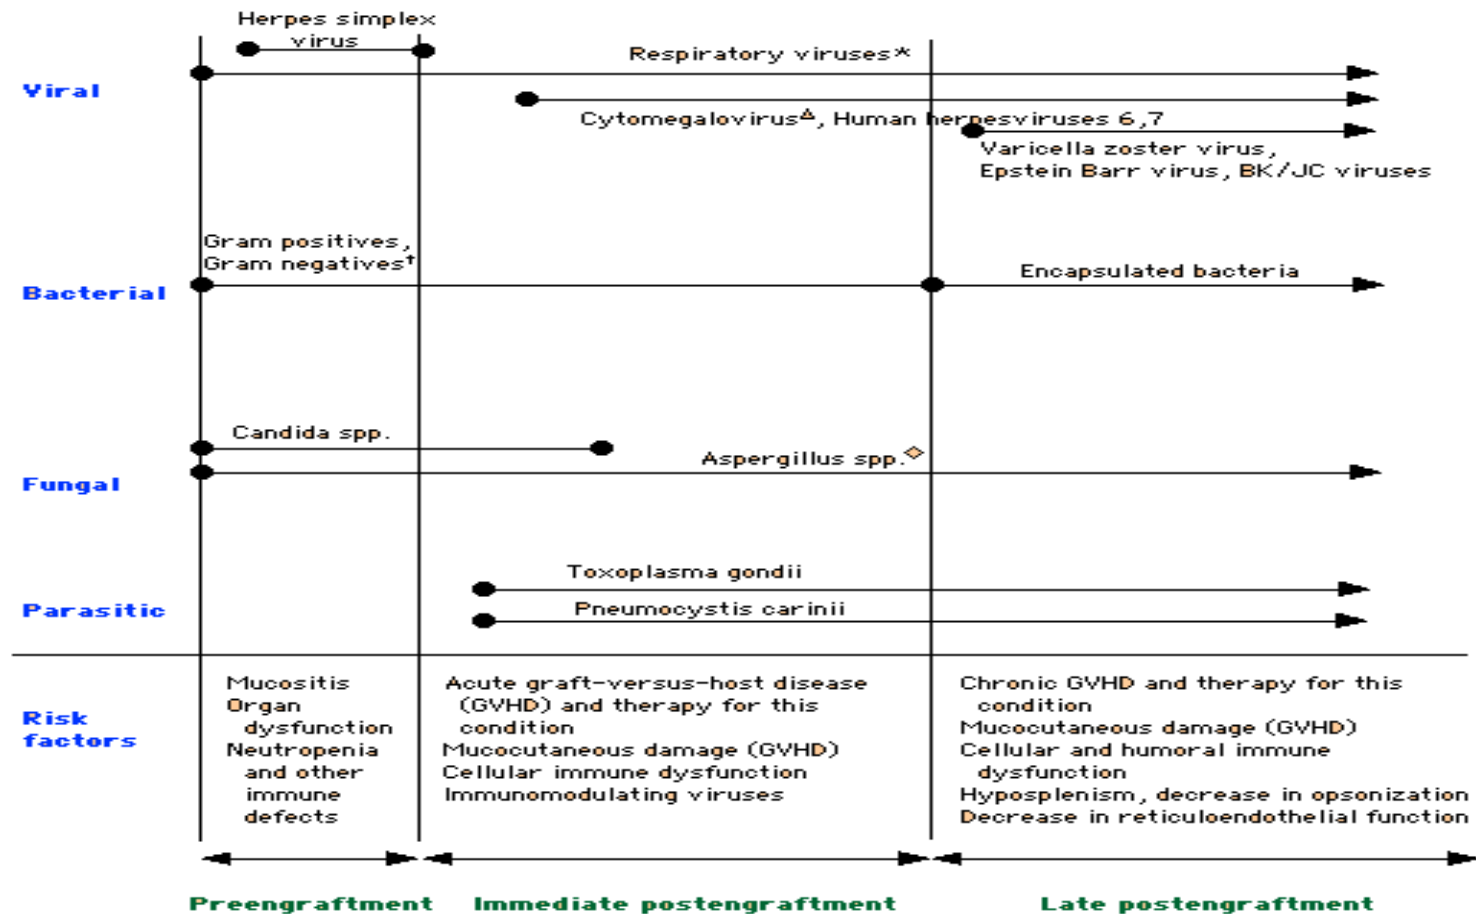 Herpes simplex
virus
Respiratory viruses*
Viral
Cytomegalovirus△, Human herpesviruses 6,7
Varicella zoster virus,
Epstein Barr virus, BK/JC viruses
Gram positives,
Gram negatives†
Encapsulated bacteria
Bacterial
Candida spp.
Aspergillus spp.◇
Fungal
Toxoplasma gondii
Pneumocystis carinii
Parasitic
Risk
factors
Mucositis
Organ
dysfunction
Neutropenia
and other
immune
defects
Acute graft-versus-host disease
(GVHD) and therapy for this
condition
Mucocutaneous damage (GVHD)
Cellular immune dysfunction
Immunomodulating viruses
Chronic GVHD and therapy for this
condition
Mucocutaneous damage (GVHD)
Cellular and humoral immune
dysfunction
Hyposplenism, decrease in opsonization
Decrease in reticuloendothelial function
Preengraftment
Immediate postengraftment
Late postengraftment